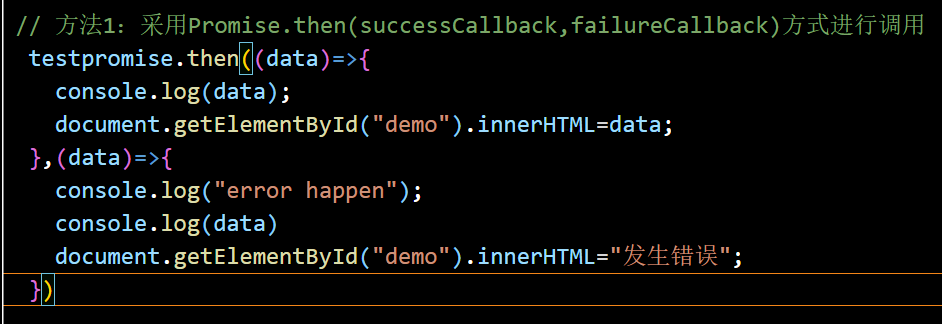 // 方法1：采用Promise.then(successCallback,failureCallback)方式进行调用
testpromise.then((data)=>{
console.log(data);
document.getElementById("demo").innerHTML=data;
},(data)=>{
console.log("error happen");
console.log(data)
document.getElementById("demo").innerHTML="发生错误";
})